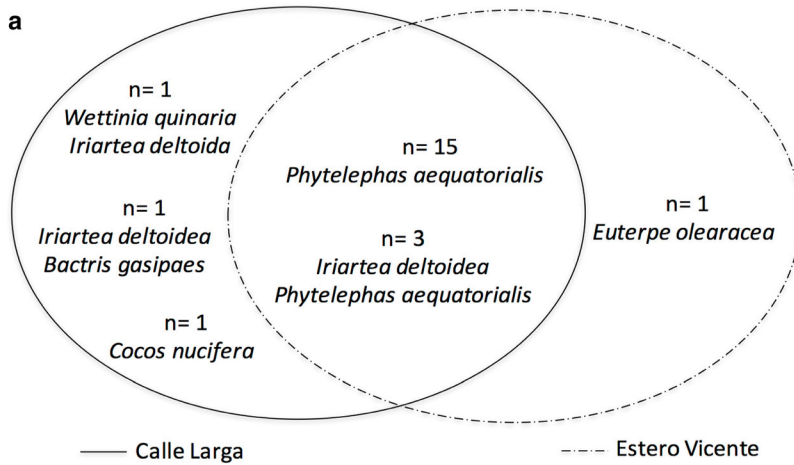 a
n= 1
Wettinia quinaria
Iriartea deltoida
n= 1
Iriartea deltoidea
Bactris gasipaes
n= 1
Cocos nucifera
n= 15
Phytelephas aequatorialis
n= 3
Iriartea deltoidea
Phytelephas aequatorialis
n= 1
Euterpe olearacea
Calle Larga
Estero Vicente